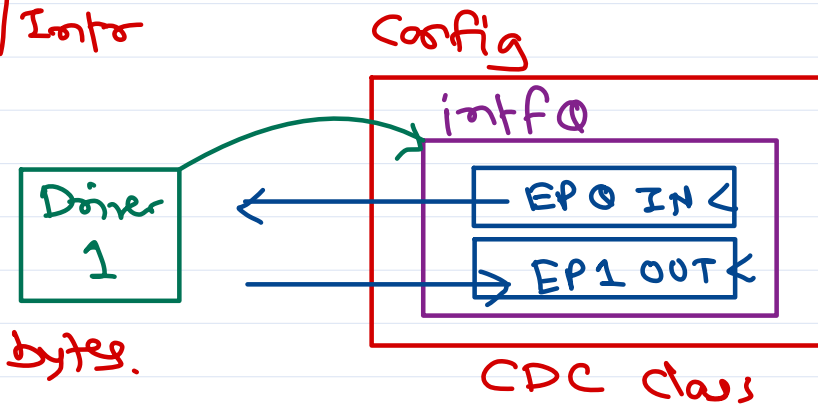 /Intr
Config
intf0
Driver
1
EP0 IN
EP1 OUT
bytes.
CDC class